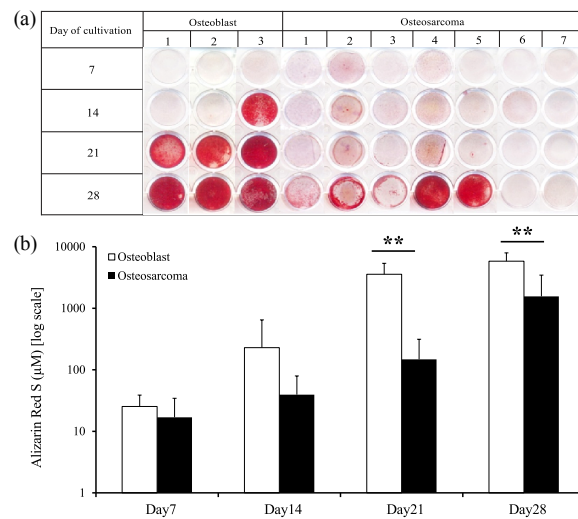 (a)
Day of cultivation
Osteoblast
Osteosarcoma
1 2 3 1 2 3 4 5 6 7
7
14
21
28
(b)
Alizarin Red S (µM) [log scale]
10000
1000
100
10
1
Osteoblast
Osteosarcoma
**
**
Day7 Day14 Day21 Day28